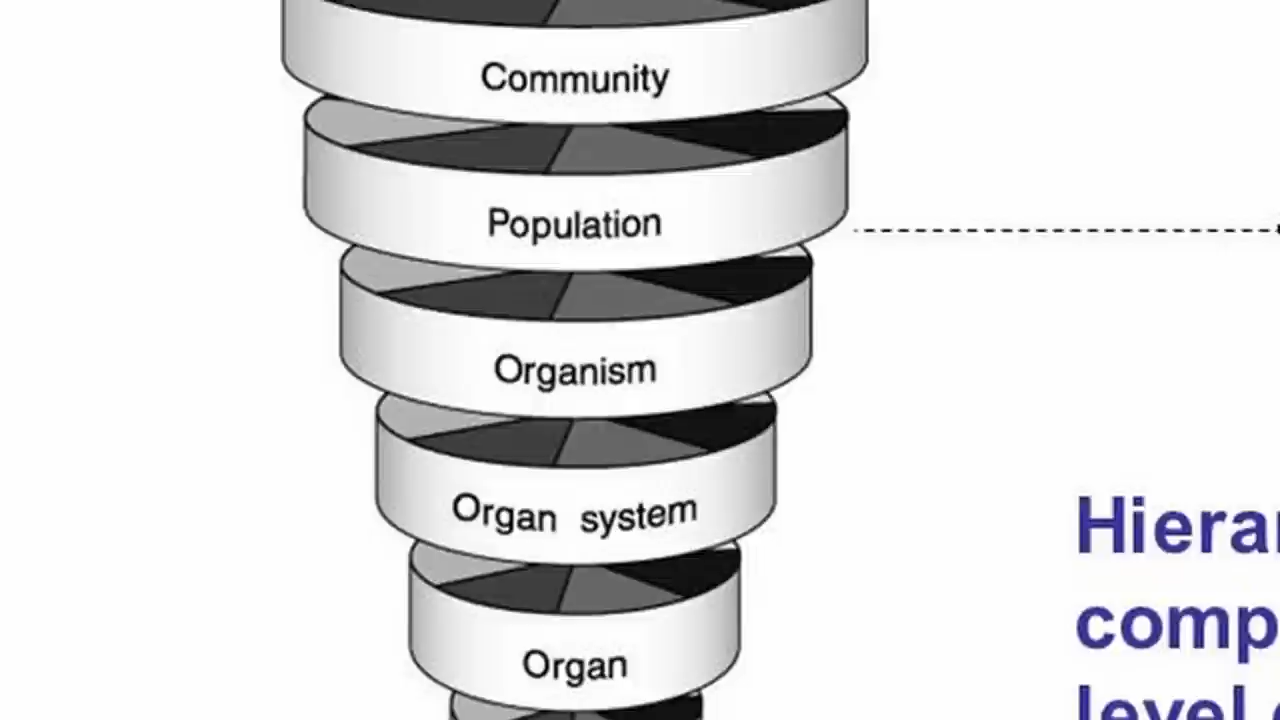 Community
Population
Organism
Organ system
Organ